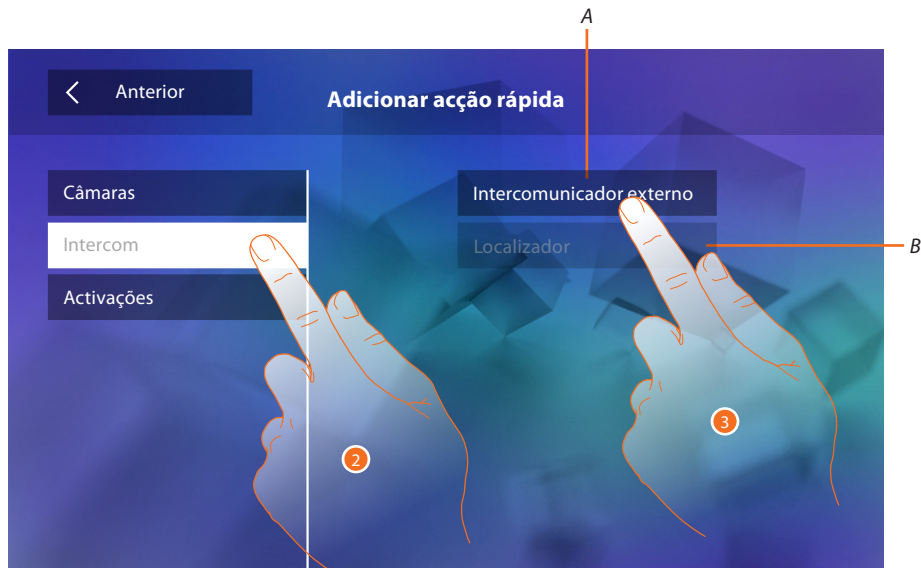 A
Anterior
Adicionar acção rápida
Câmaras
Intercomunicador externo
Intercom
Localizador
B
Activações
3
2